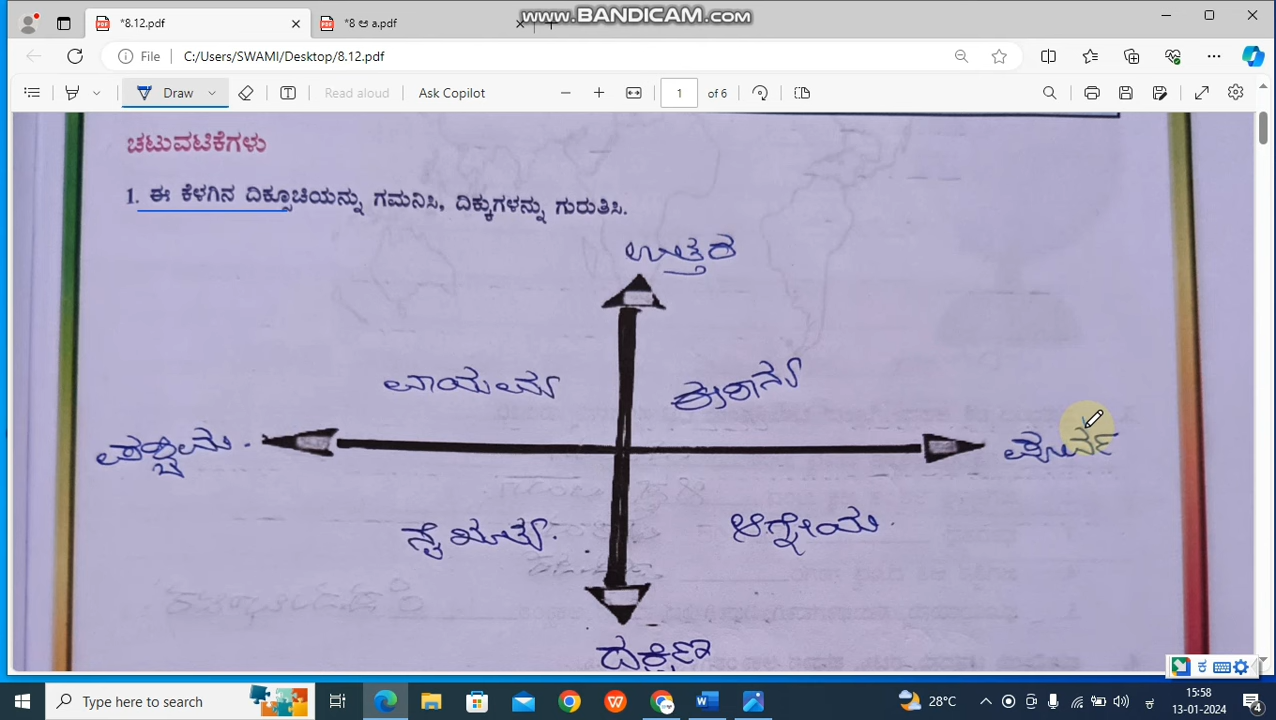 www.BANDICAM.com
*8.12.pdf
*8 ಆ a.pdf
File
C:/Users/SWAMI/Desktop/8.12.pdf
Draw
Read aloud
Ask Copilot
1
of 6
ಚಟುವಟಿಕೆಗಳು
1. ಈ ಕೆಳಗಿನ ದಿಕ್ಸೂಚಿಯನ್ನು ಗಮನಿಸಿ, ದಿಕ್ಕುಗಳನ್ನು ಗುರುತಿಸಿ.
ಉತ್ತರ
ವಾಯುವ್ಯ
ಈಶಾನ್ಯ
ಪಶ್ಚಿಮ
ಪೂರ್ವ
ನೈಋತ್ಯ
ಆಗ್ನೇಯ
ದಕ್ಷಿಣ
ಕ
Type here to search
28°C
15:58
13-01-2024
4